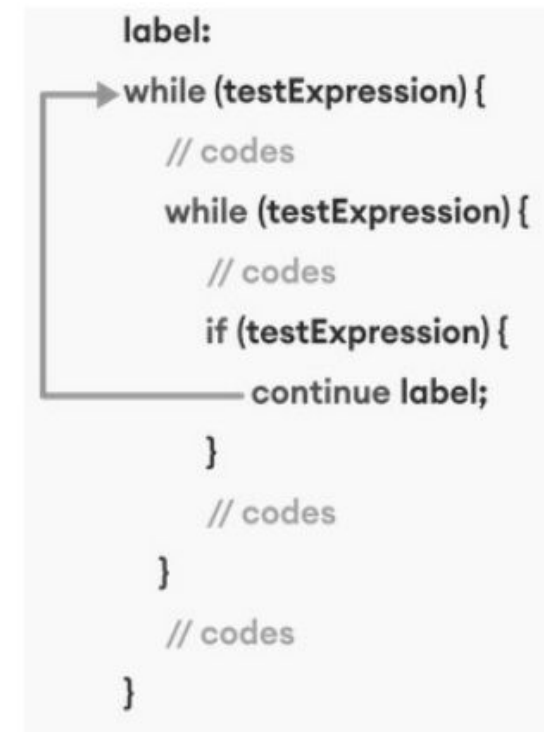 label:
while (testExpression) {
// codes
while (testExpression) {
// codes
if (testExpression) {
continue label;
}
// codes
}
// codes
}